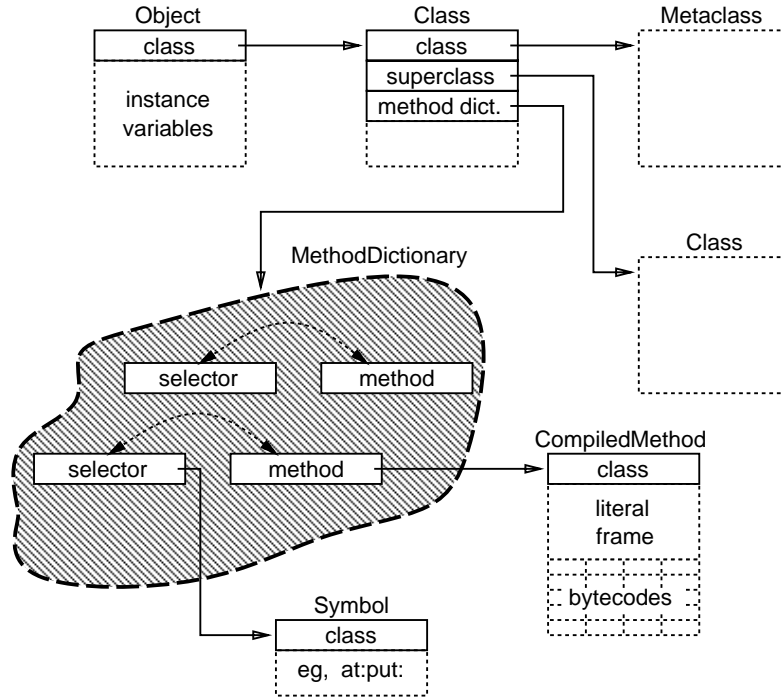 Object
Class
Metaclass
class
class
superclass
method dict.
instance
variables
MethodDictionary
Class
selector
method
selector
method
CompiledMethod
class
literal
frame
bytecodes
Symbol
class
eg, at:put: